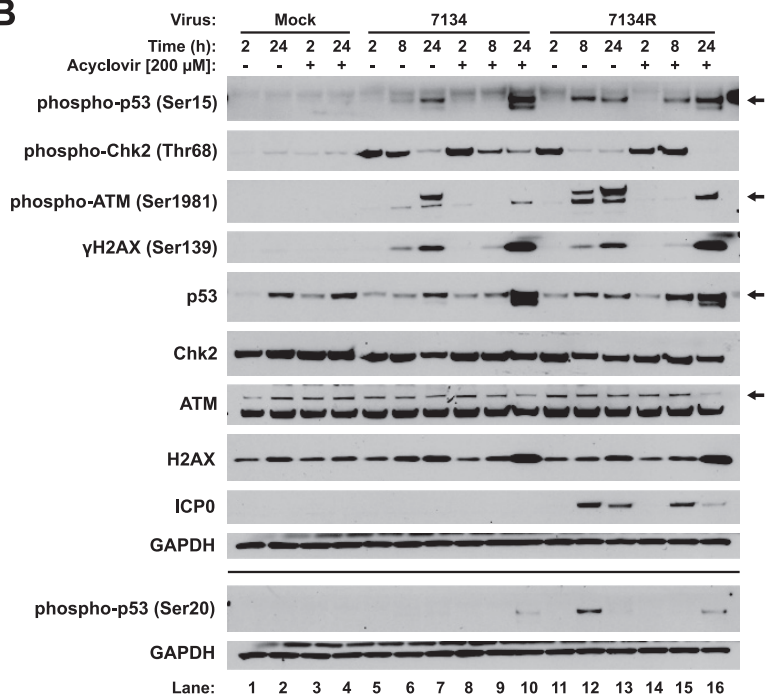 B
Virus: Mock 7134 7134R
Time (h): 2 24 2 24 2 8 24 2 8 24 2 8 24 2 8 24
Acyclovir [200 µM]: - - + + - - - + + + - - - + + +
phospho-p53 (Ser15)
phospho-Chk2 (Thr68)
phospho-ATM (Ser1981)
γH2AX (Ser139)
p53
Chk2
ATM
H2AX
ICP0
GAPDH
phospho-p53 (Ser20)
GAPDH
Lane: 1 2 3 4 5 6 7 8 9 10 11 12 13 14 15 16